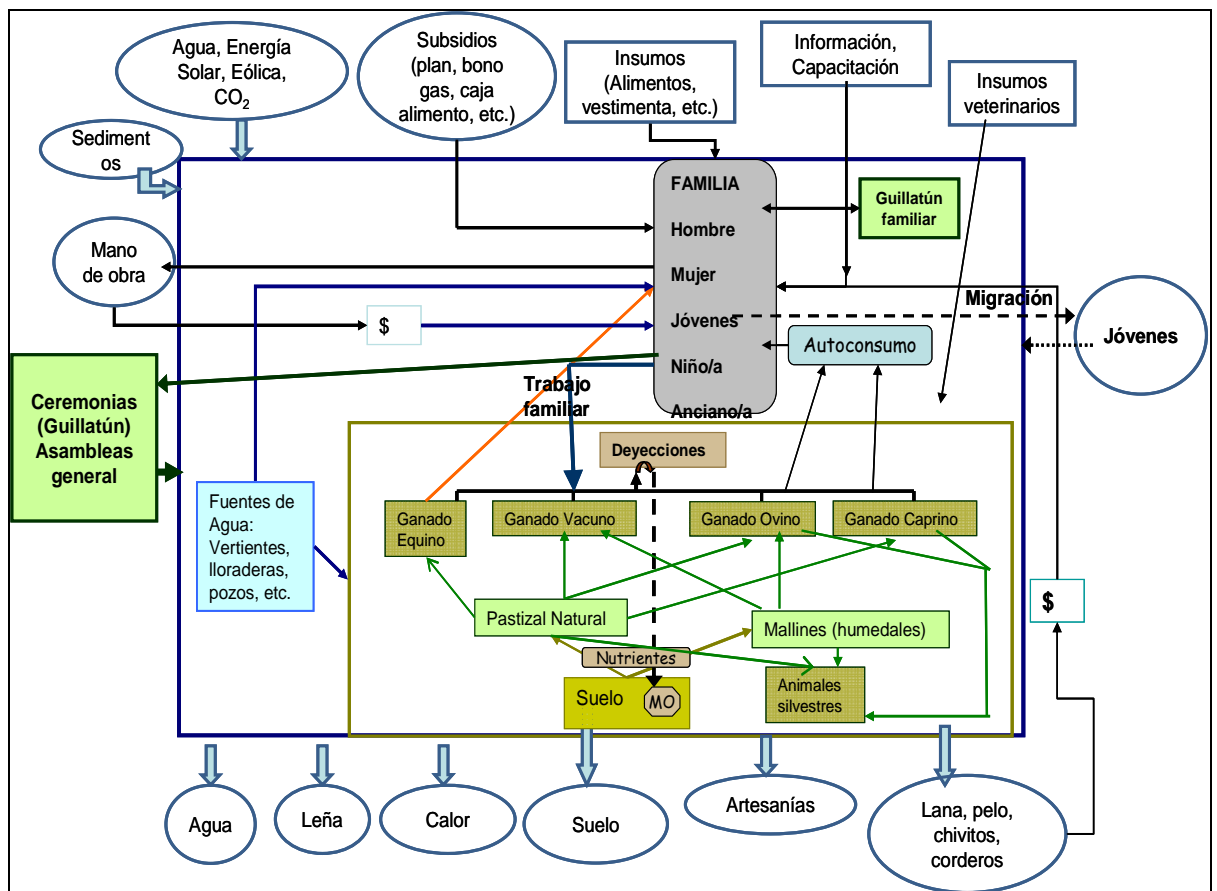 Agua, Energía
Solar, Eólica,
CO2
Subsidios
(plan, bono
gas, caja
alimento, etc.)
Insumos
(Alimentos,
vestimenta, etc.)
Información,
Capacitación
Insumos
veterinarios
Sediment
os
FAMILIA
Hombre
Mujer
Jóvenes
Niño/a
Anciano/a
Guillatún
familiar
Mano
de obra
$
Migración
Jóvenes
Autoconsumo
Trabajo
familiar
Ceremonias
(Guillatún)
Asambleas
general
Deyecciones
Fuentes de
Agua:
Vertientes,
lloraderas,
pozos, etc.
Ganado
Equino
Ganado Vacuno
Ganado Ovino
Ganado Caprino
Pastizal Natural
Mallines (humedales)
$
Nutrientes
Suelo
MO
Animales
silvestres
Agua
Leña
Calor
Suelo
Artesanías
Lana, pelo,
chivitos,
corderos